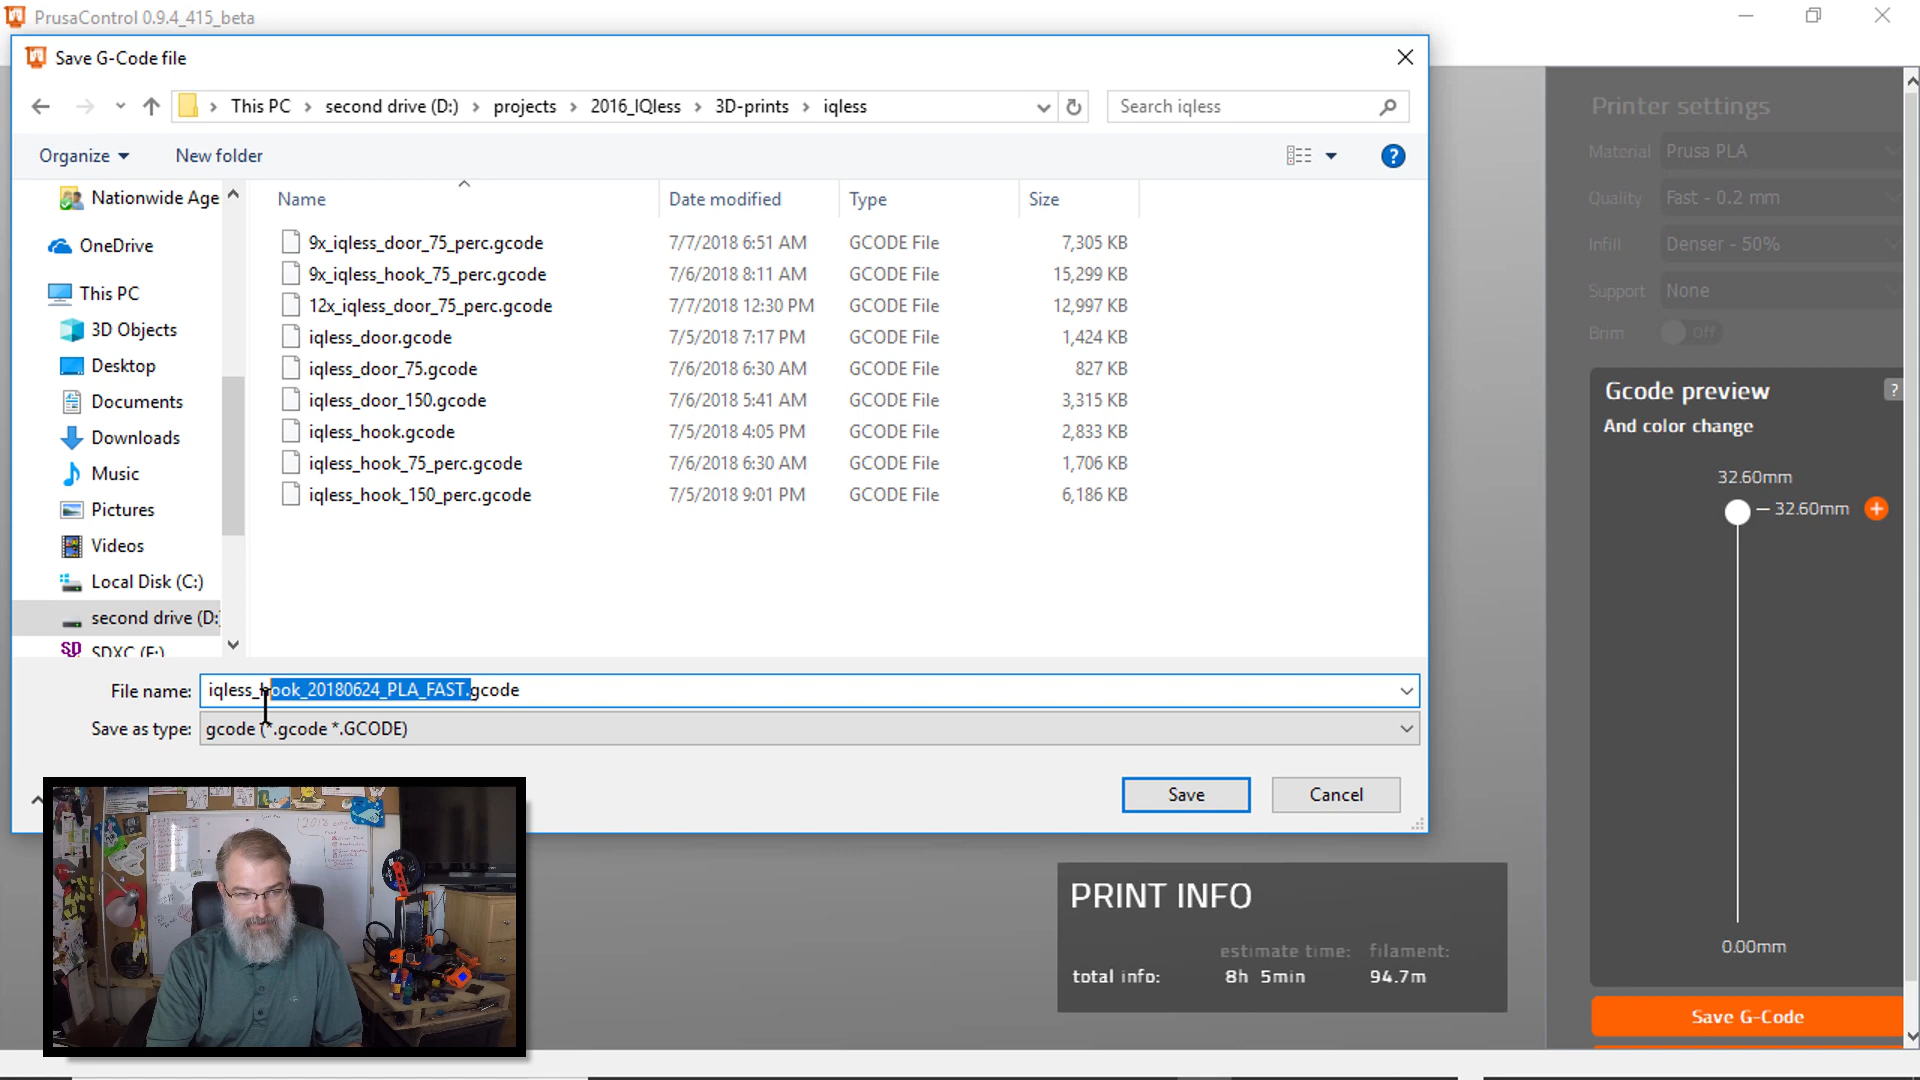 PrusaControl 0.9.4_415_beta
Save G-Code file
This PC > second drive (D:) > projects > 2016_IQless > 3D-prints > iqless
Search iqless
Organize
New folder
?
Nationwide Age
OneDrive
This PC
3D Objects
Desktop
Documents
Downloads
Music
Pictures
Videos
Local Disk (C:)
second drive (D:
SDXC (F:)
Name Date modified Type Size
9x_iqless_door_75_perc.gcode 7/7/2018 6:51 AM GCODE File 7,305 KB
9x_iqless_hook_75_perc.gcode 7/6/2018 8:11 AM GCODE File 15,299 KB
12x_iqless_door_75_perc.gcode 7/7/2018 12:30 PM GCODE File 12,997 KB
iqless_door.gcode 7/5/2018 7:17 PM GCODE File 1,424 KB
iqless_door_75.gcode 7/6/2018 6:30 AM GCODE File 827 KB
iqless_door_150.gcode 7/6/2018 5:41 AM GCODE File 3,315 KB
iqless_hook.gcode 7/5/2018 4:05 PM GCODE File 2,833 KB
iqless_hook_75_perc.gcode 7/6/2018 6:30 AM GCODE File 1,706 KB
iqless_hook_150_perc.gcode 7/5/2018 9:01 PM GCODE File 6,186 KB
File name: iqless_hook_20180624_PLA_FAST.gcode
Save as type: gcode (*.gcode *.GCODE)
Save
Cancel
Printer settings
Material Prusa PLA
Quality Fast - 0.2 mm
Infill Denser - 50%
Support None
Brim Off
Gcode preview
?
And color change
32.60mm
32.60mm
0.00mm
PRINT INFO
estimate time: filament:
total info: 8h 5min 94.7m
Save G-Code